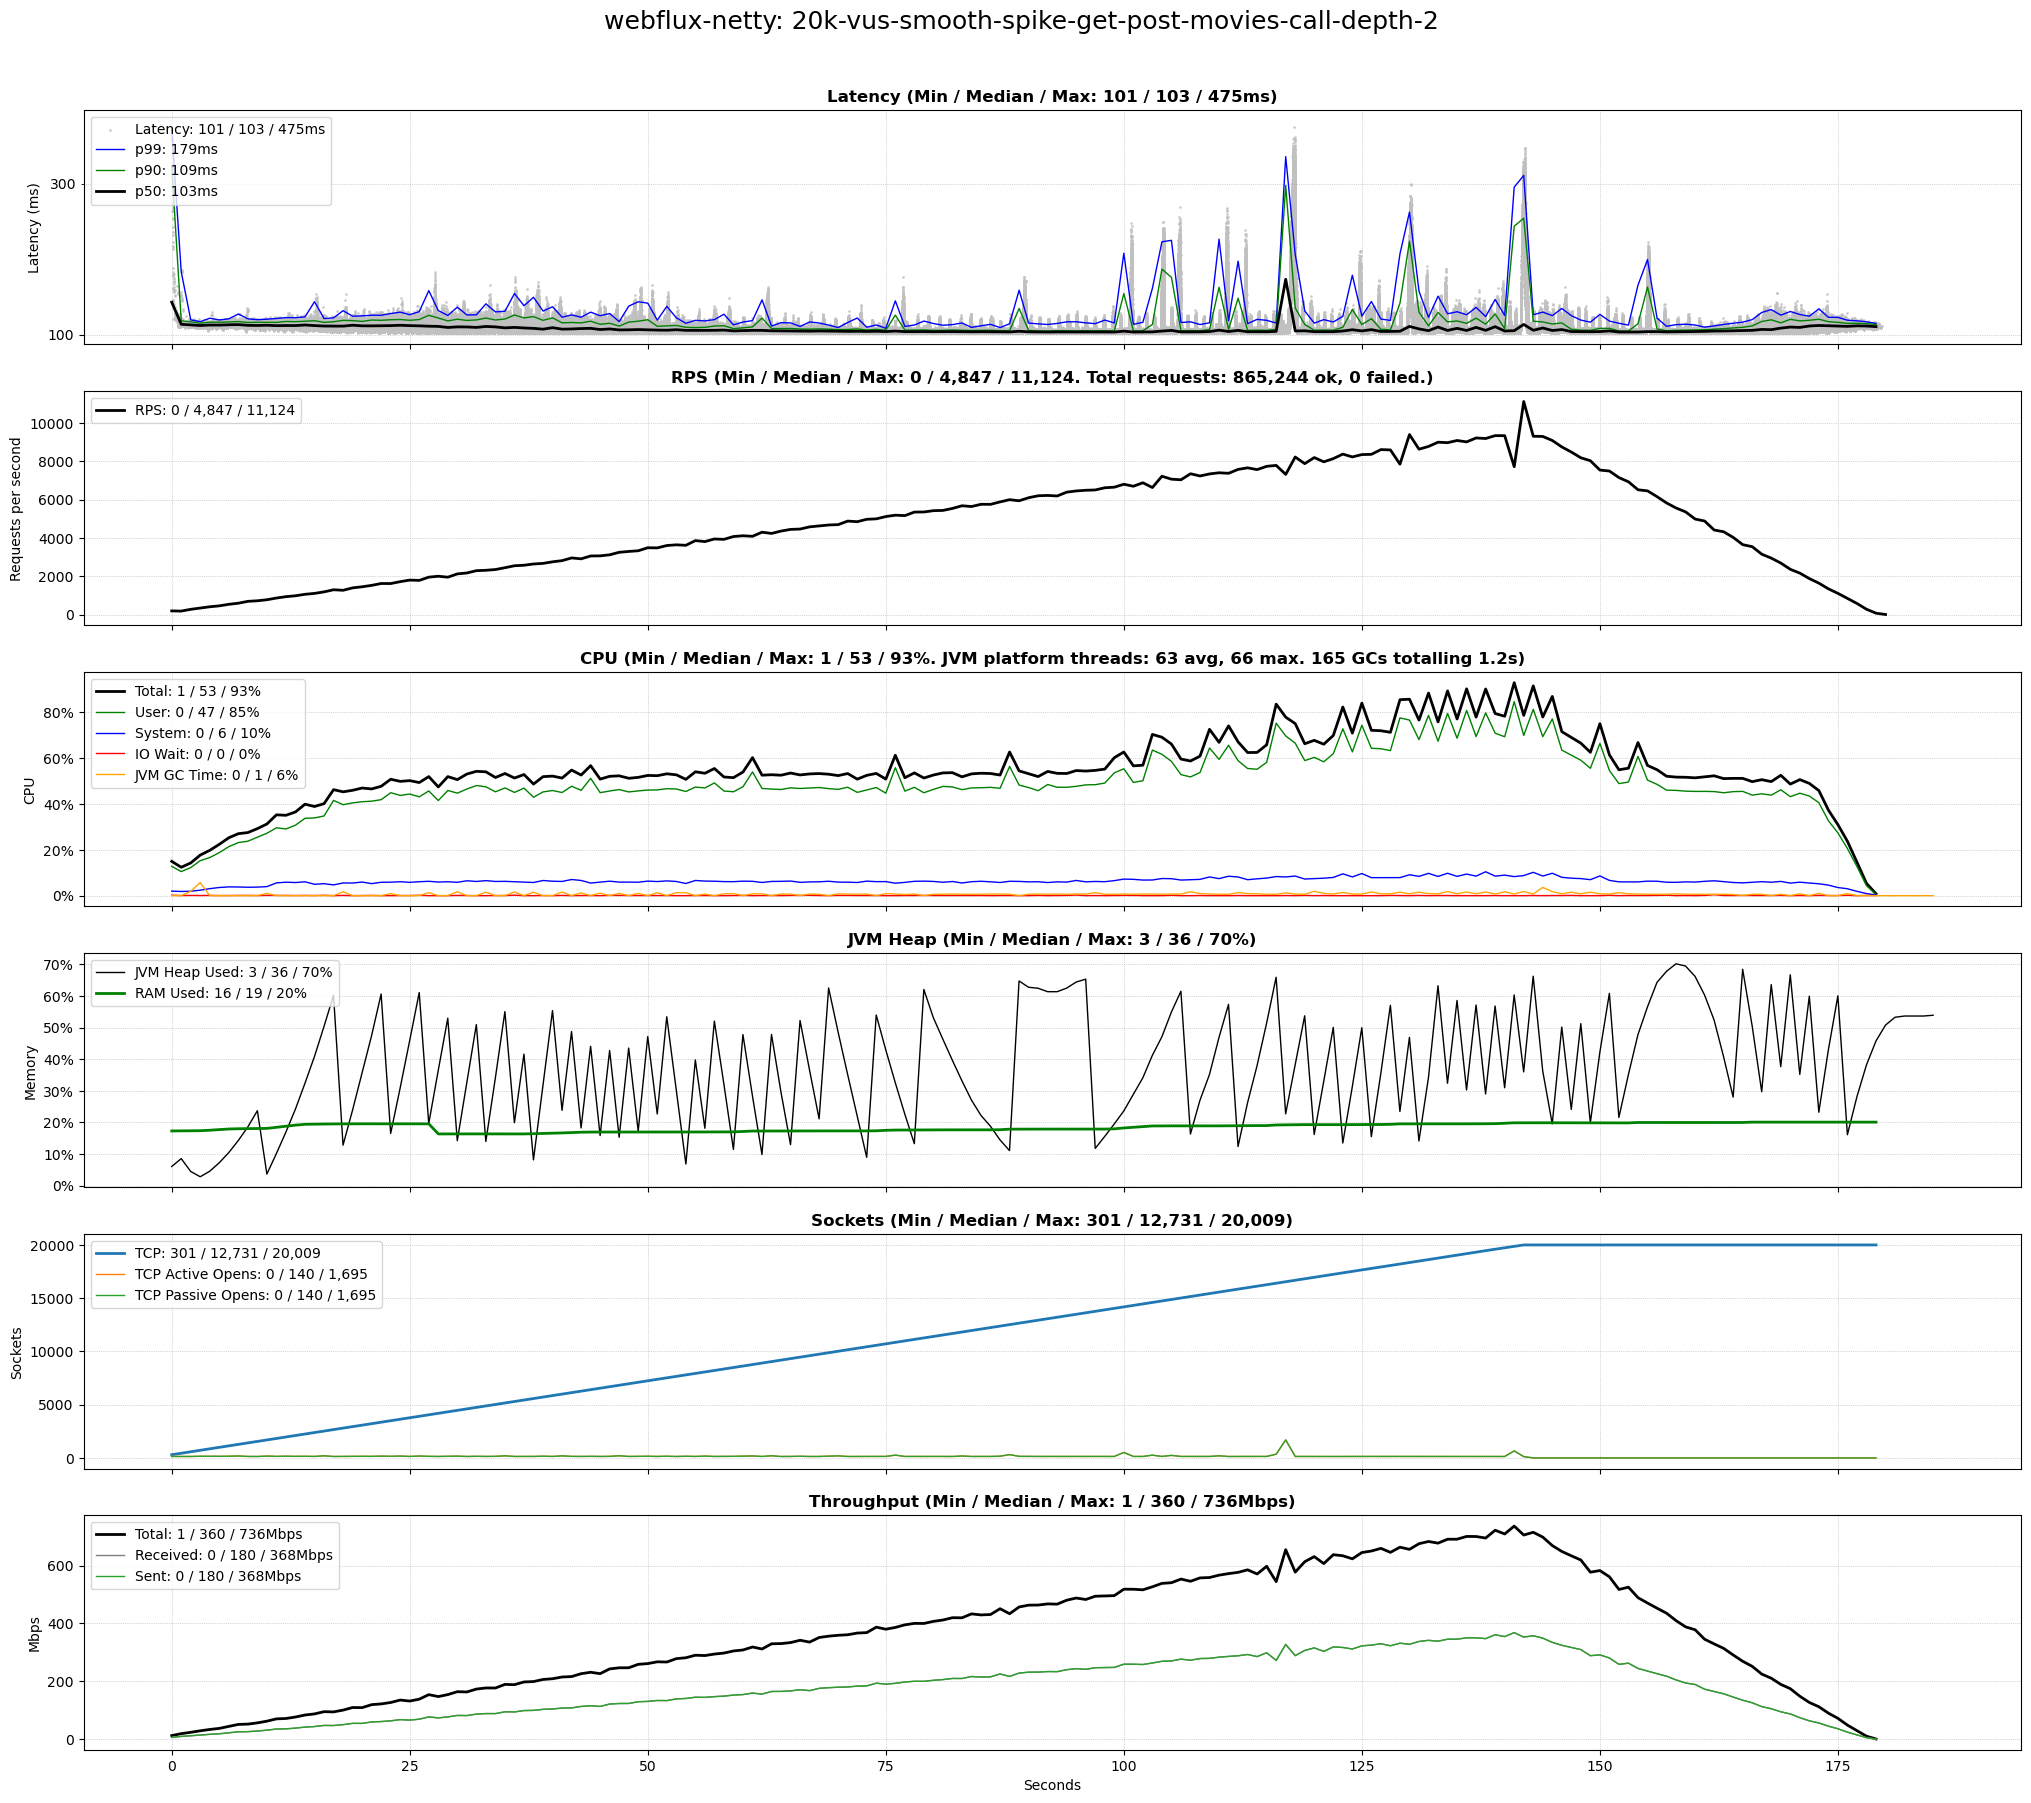 webflux-netty: 20k-vus-smooth-spike-get-post-movies-call-depth-2
Latency (Min / Median / Max: 101 / 103 / 475ms)
Latency: 101 / 103 / 475ms
p99: 179ms
p90: 109ms
p50: 103ms
300
100
Latency (ms)
RPS (Min / Median / Max: 0 / 4,847 / 11,124. Total requests: 865,244 ok, 0 failed.)
RPS: 0 / 4,847 / 11,124
10000
8000
6000
4000
2000
0
Requests per second
CPU (Min / Median / Max: 1 / 53 / 93%. JVM platform threads: 63 avg, 66 max. 165 GCs totalling 1.2s)
Total: 1 / 53 / 93%
User: 0 / 47 / 85%
System: 0 / 6 / 10%
IO Wait: 0 / 0 / 0%
JVM GC Time: 0 / 1 / 6%
80%
60%
40%
20%
0%
CPU
JVM Heap (Min / Median / Max: 3 / 36 / 70%)
JVM Heap Used: 3 / 36 / 70%
RAM Used: 16 / 19 / 20%
70%
60%
50%
40%
30%
20%
10%
0%
Memory
Sockets (Min / Median / Max: 301 / 12,731 / 20,009)
TCP: 301 / 12,731 / 20,009
TCP Active Opens: 0 / 140 / 1,695
TCP Passive Opens: 0 / 140 / 1,695
20000
15000
10000
5000
0
Sockets
Throughput (Min / Median / Max: 1 / 360 / 736Mbps)
Total: 1 / 360 / 736Mbps
Received: 0 / 180 / 368Mbps
Sent: 0 / 180 / 368Mbps
600
400
200
0
Mbps
0 25 50 75 100 125 150 175
Seconds